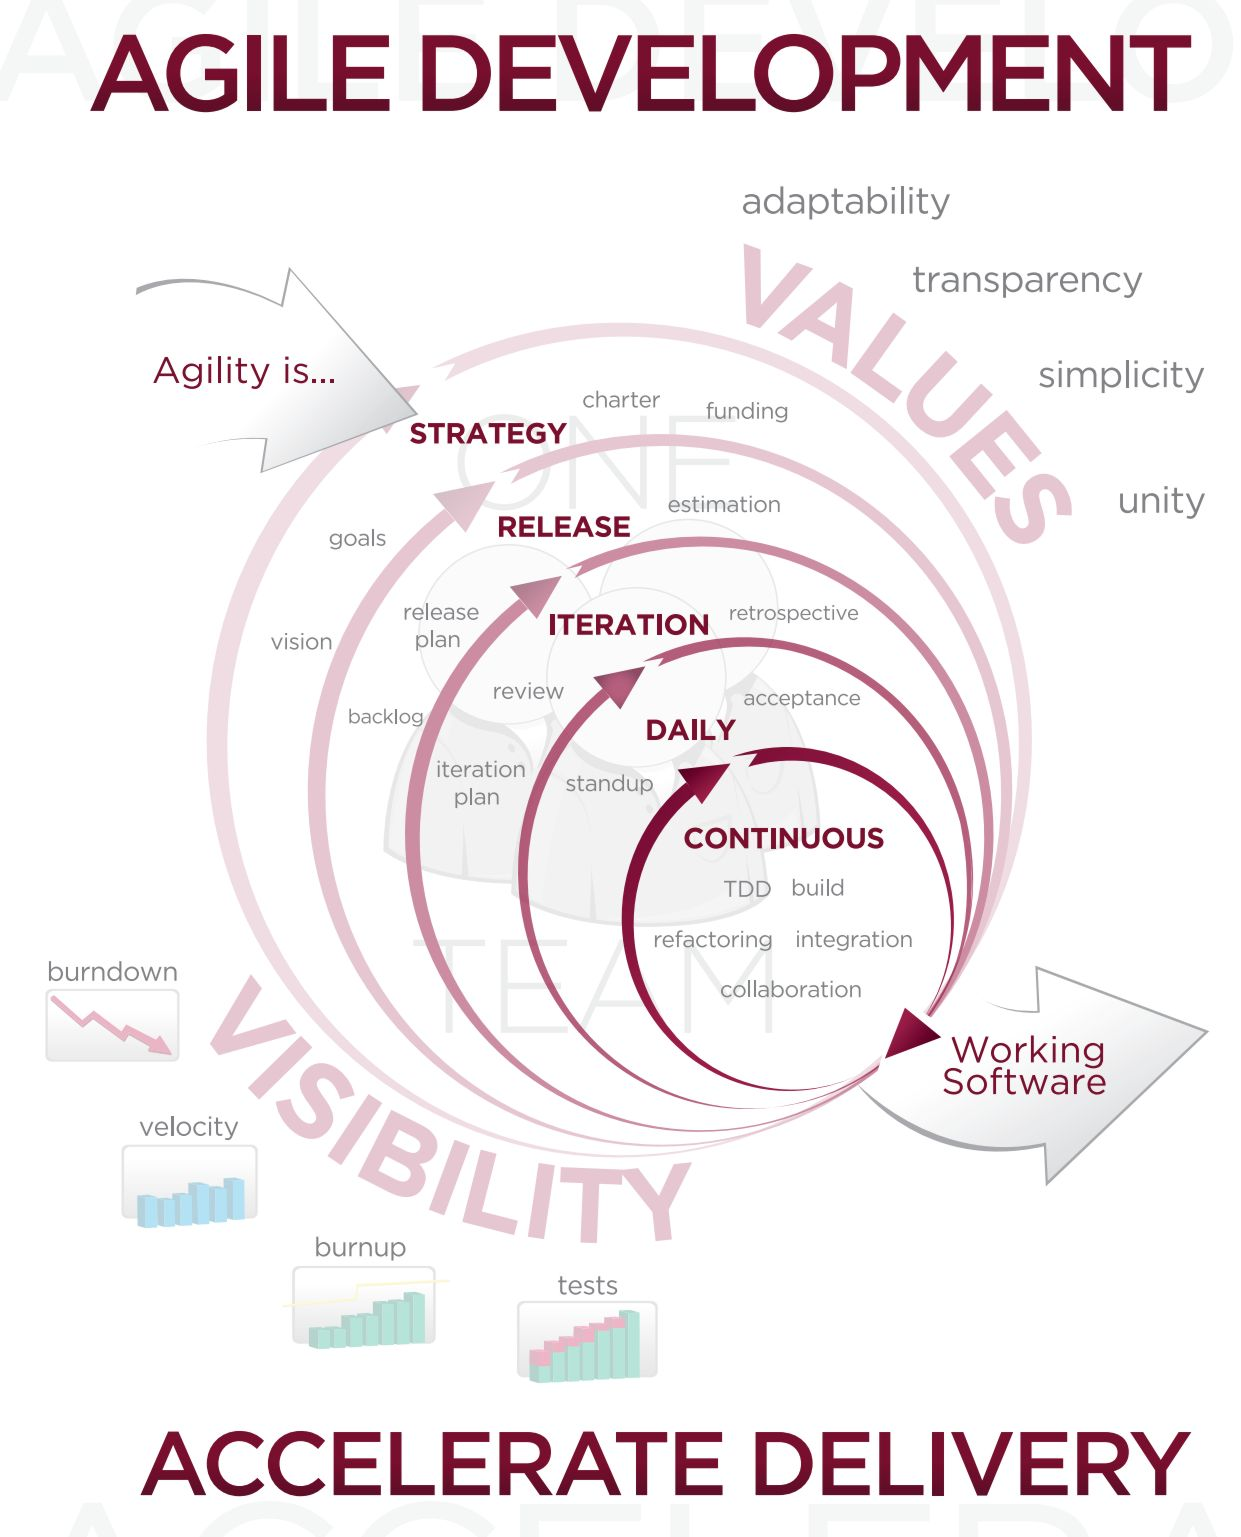 AGILE DEVELOPMENT
adaptability
VALUES
transparency
simplicity
unity
Agility is...
STRATEGY
charter
funding
ONE
goals
vision
RELEASE
estimation
release
plan
backlog
ITERATION
retrospective
review
iteration
plan
DAILY
acceptance
standup
CONTINUOUS
TDD build
refactoring integration
collaboration
TEAM
Working
Software
VISIBILITY
burndown
velocity
burnup
tests
ACCELERATE DELIVERY